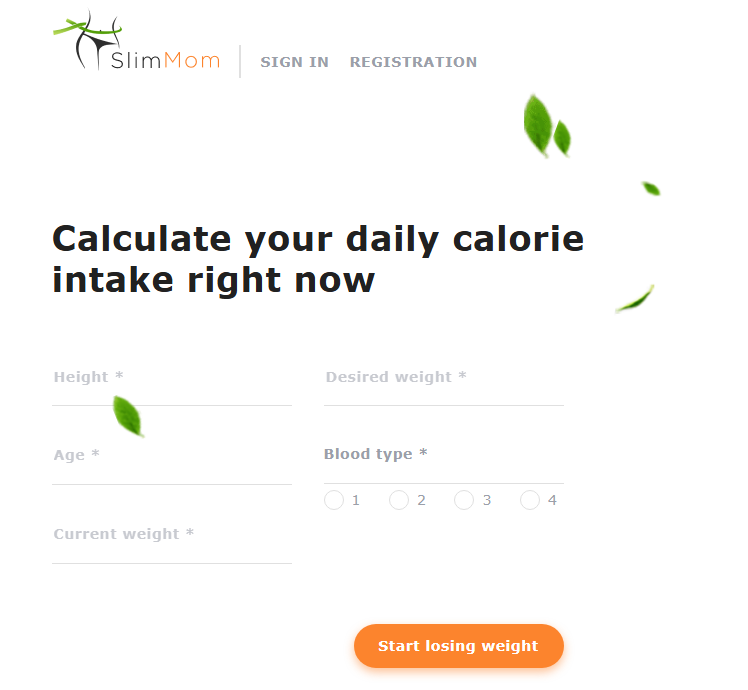 SlimMom
SIGN IN
REGISTRATION
Calculate your daily calorie
intake right now
Height *
Desired weight *
Age *
Blood type *
1
2
3
4
Current weight *
Start losing weight